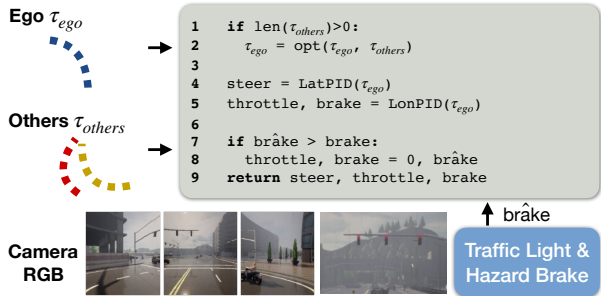 Ego τ_ego
Others τ_others
1 if len(τ_others)>0:
2 τ_ego = opt(τ_ego, τ_others)
3
4 steer = LatPID(τ_ego)
5 throttle, brake = LonPID(τ_ego)
6
7 if brâke > brake:
8 throttle, brake = 0, brâke
9 return steer, throttle, brake
brâke
Camera
RGB
Traffic Light &
Hazard Brake